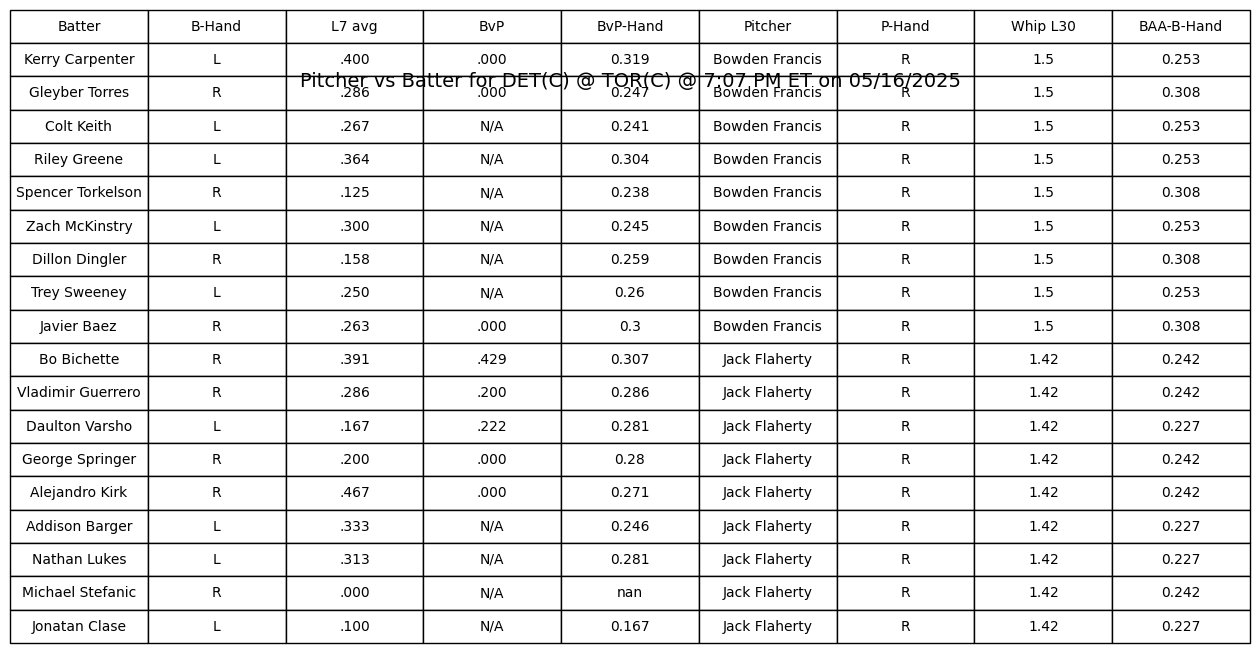 Batter B-Hand L7 avg BvP BvP-Hand Pitcher P-Hand Whip L30 BAA-B-Hand
Kerry Carpenter L .400 .000 0.319 Bowden Francis R 1.5 0.253
Pitcher vs Batter for DET(C) @ TOR(C) @ 7:07 PM ET on 05/16/2025
Gleyber Torres R .286 .000 0.247 Bowden Francis R 1.5 0.308
Colt Keith L .267 N/A 0.241 Bowden Francis R 1.5 0.253
Riley Greene L .364 N/A 0.304 Bowden Francis R 1.5 0.253
Spencer Torkelson R .125 N/A 0.238 Bowden Francis R 1.5 0.308
Zach McKinstry L .300 N/A 0.245 Bowden Francis R 1.5 0.253
Dillon Dingler R .158 N/A 0.259 Bowden Francis R 1.5 0.308
Trey Sweeney L .250 N/A 0.26 Bowden Francis R 1.5 0.253
Javier Baez R .263 .000 0.3 Bowden Francis R 1.5 0.308
Bo Bichette R .391 .429 0.307 Jack Flaherty R 1.42 0.242
Vladimir Guerrero R .286 .200 0.286 Jack Flaherty R 1.42 0.242
Daulton Varsho L .167 .222 0.281 Jack Flaherty R 1.42 0.227
George Springer R .200 .000 0.28 Jack Flaherty R 1.42 0.242
Alejandro Kirk R .467 .000 0.271 Jack Flaherty R 1.42 0.242
Addison Barger L .333 N/A 0.246 Jack Flaherty R 1.42 0.227
Nathan Lukes L .313 N/A 0.281 Jack Flaherty R 1.42 0.227
Michael Stefanic R .000 N/A nan Jack Flaherty R 1.42 0.242
Jonatan Clase L .100 N/A 0.167 Jack Flaherty R 1.42 0.227